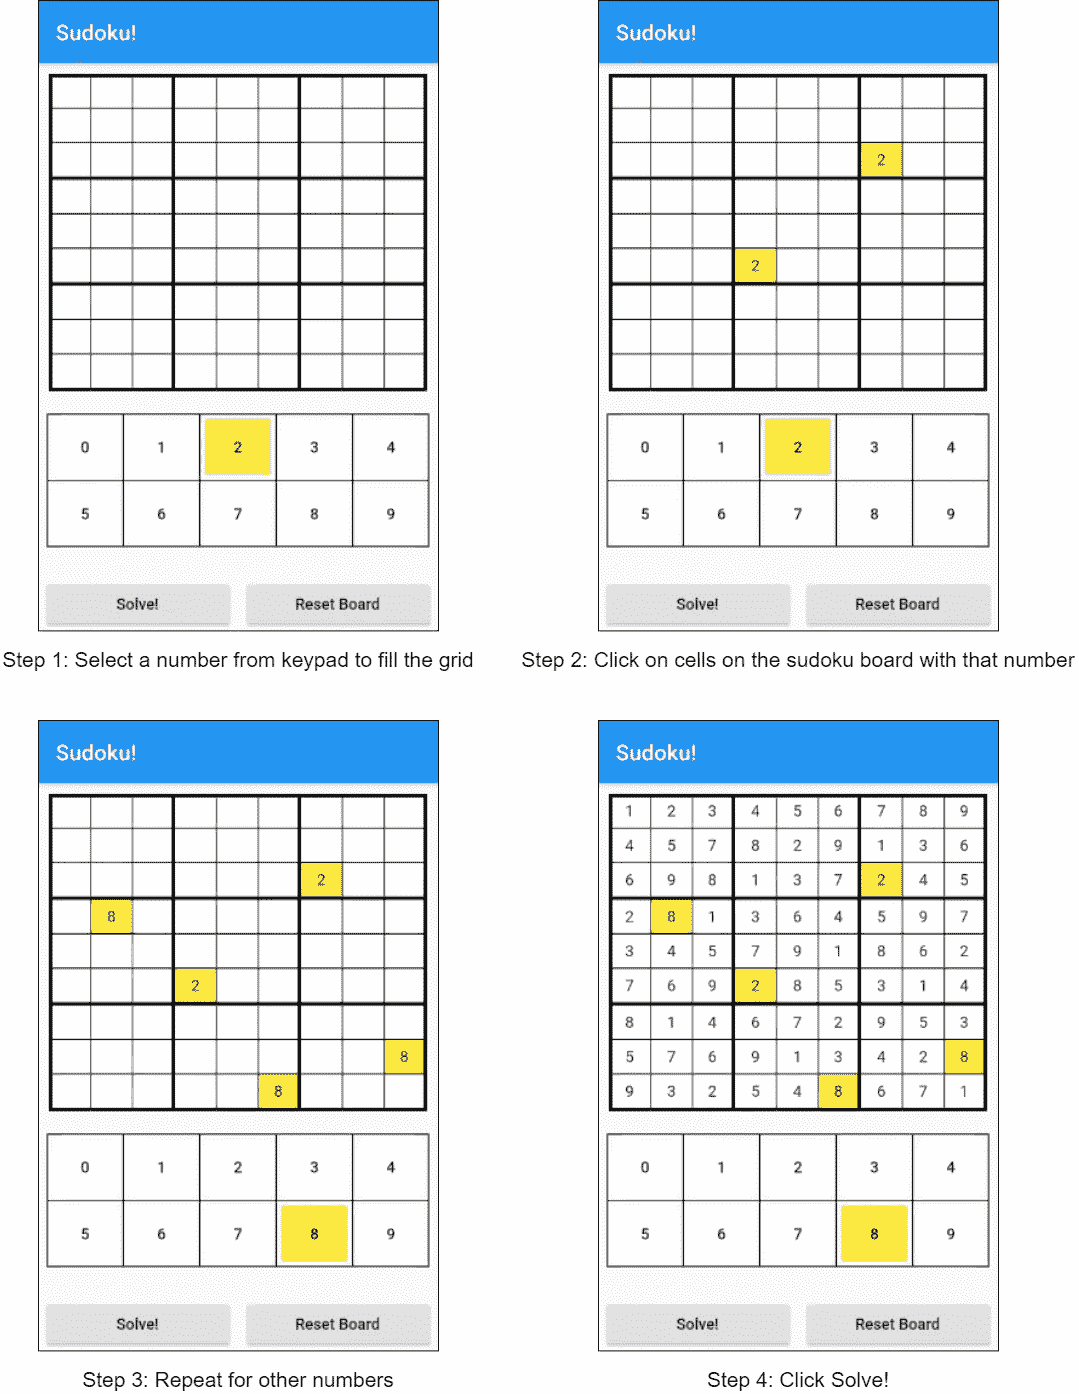 Sudoku!
0 1 2 3 4
5 6 7 8 9
Solve! Reset Board
Step 1: Select a number from keypad to fill the grid
Sudoku!
2
2
0 1 2 3 4
5 6 7 8 9
Solve! Reset Board
Step 2: Click on cells on the sudoku board with that number
Sudoku!
2
8
2
8
8
0 1 2 3 4
5 6 7 8 9
Solve! Reset Board
Step 3: Repeat for other numbers
Sudoku!
1 2 3 4 5 6 7 8 9
4 5 7 8 2 9 1 3 6
6 9 8 1 3 7 2 4 5
2 8 1 3 6 4 5 9 7
3 4 5 7 9 1 8 6 2
7 6 9 2 8 5 3 1 4
8 1 4 6 7 2 9 5 3
5 7 6 9 1 3 4 2 8
9 3 2 5 4 8 6 7 1
0 1 2 3 4
5 6 7 8 9
Solve! Reset Board
Step 4: Click Solve!